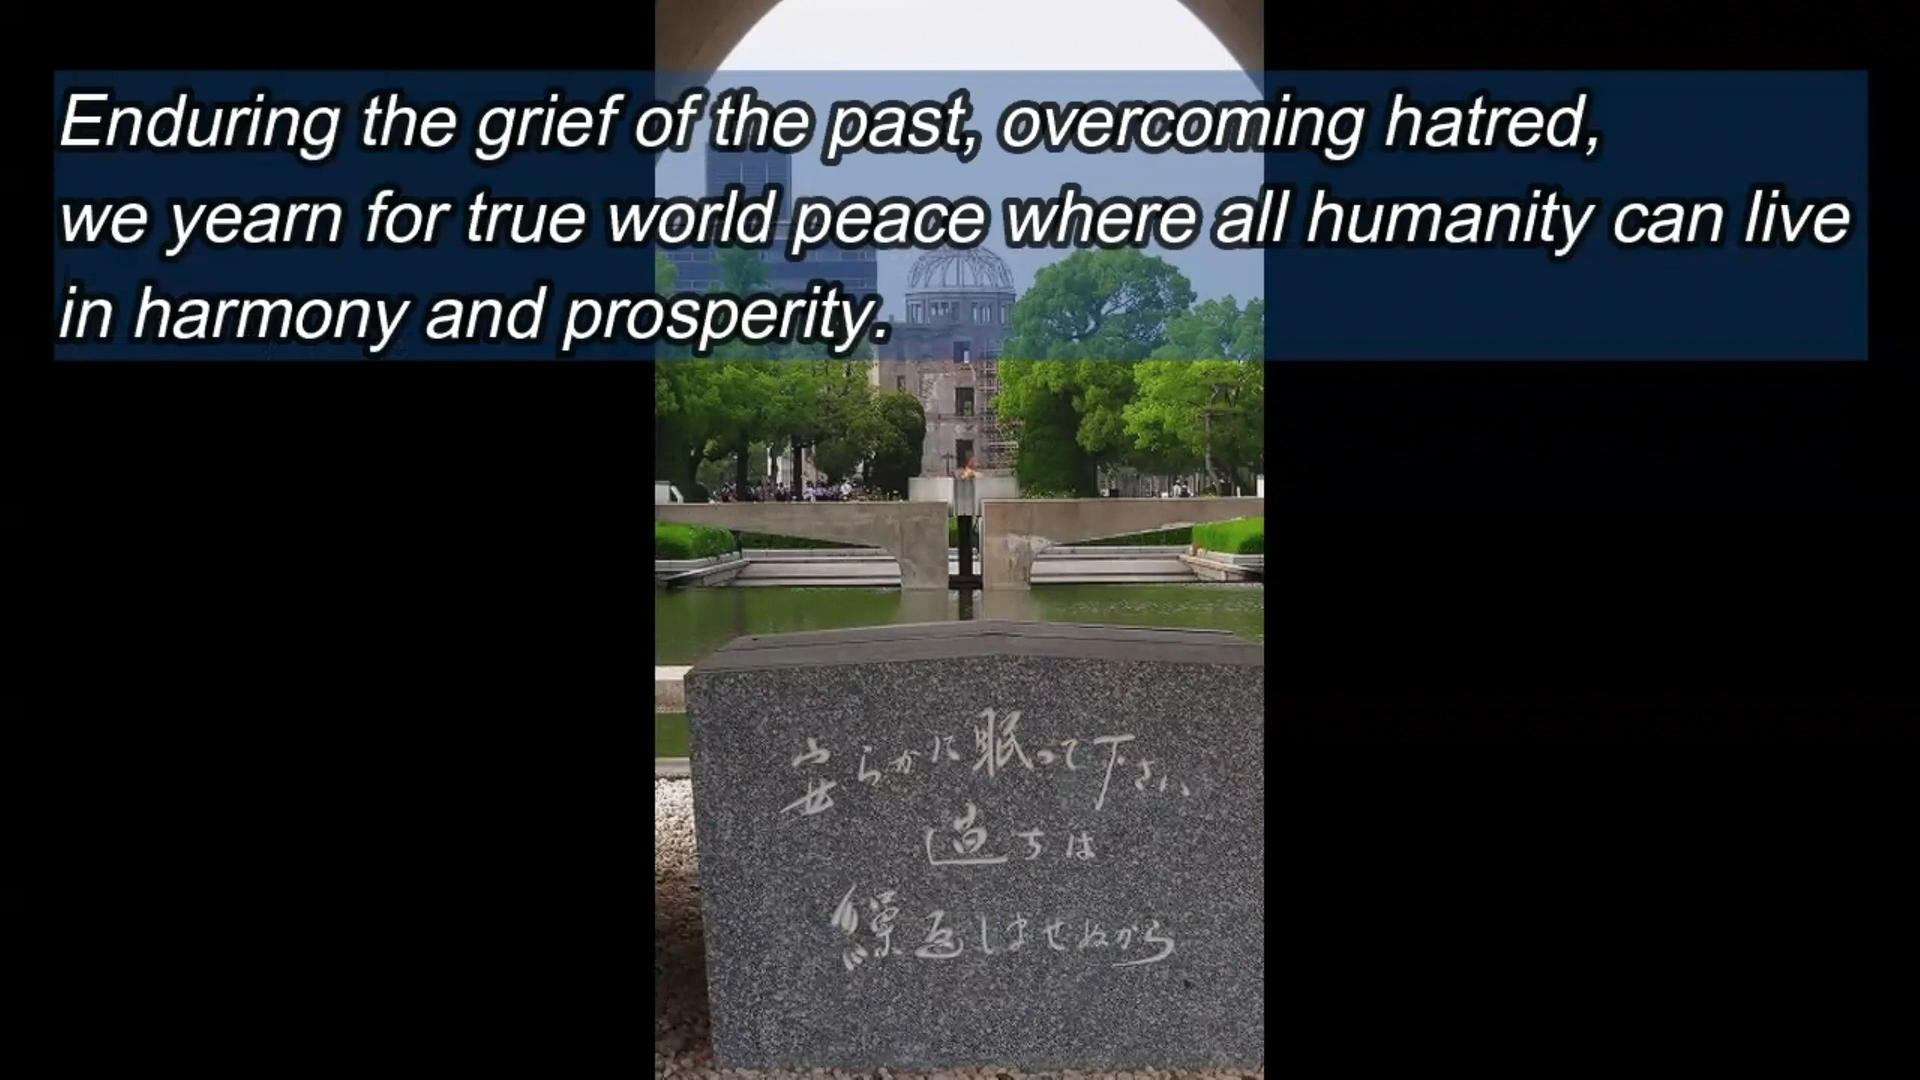 Enduring the grief of the past, overcoming hatred,
we yearn for true world peace where all humanity can live
in harmony and prosperity.
安らかに眠って下さい
過ちは
繰返しませぬから